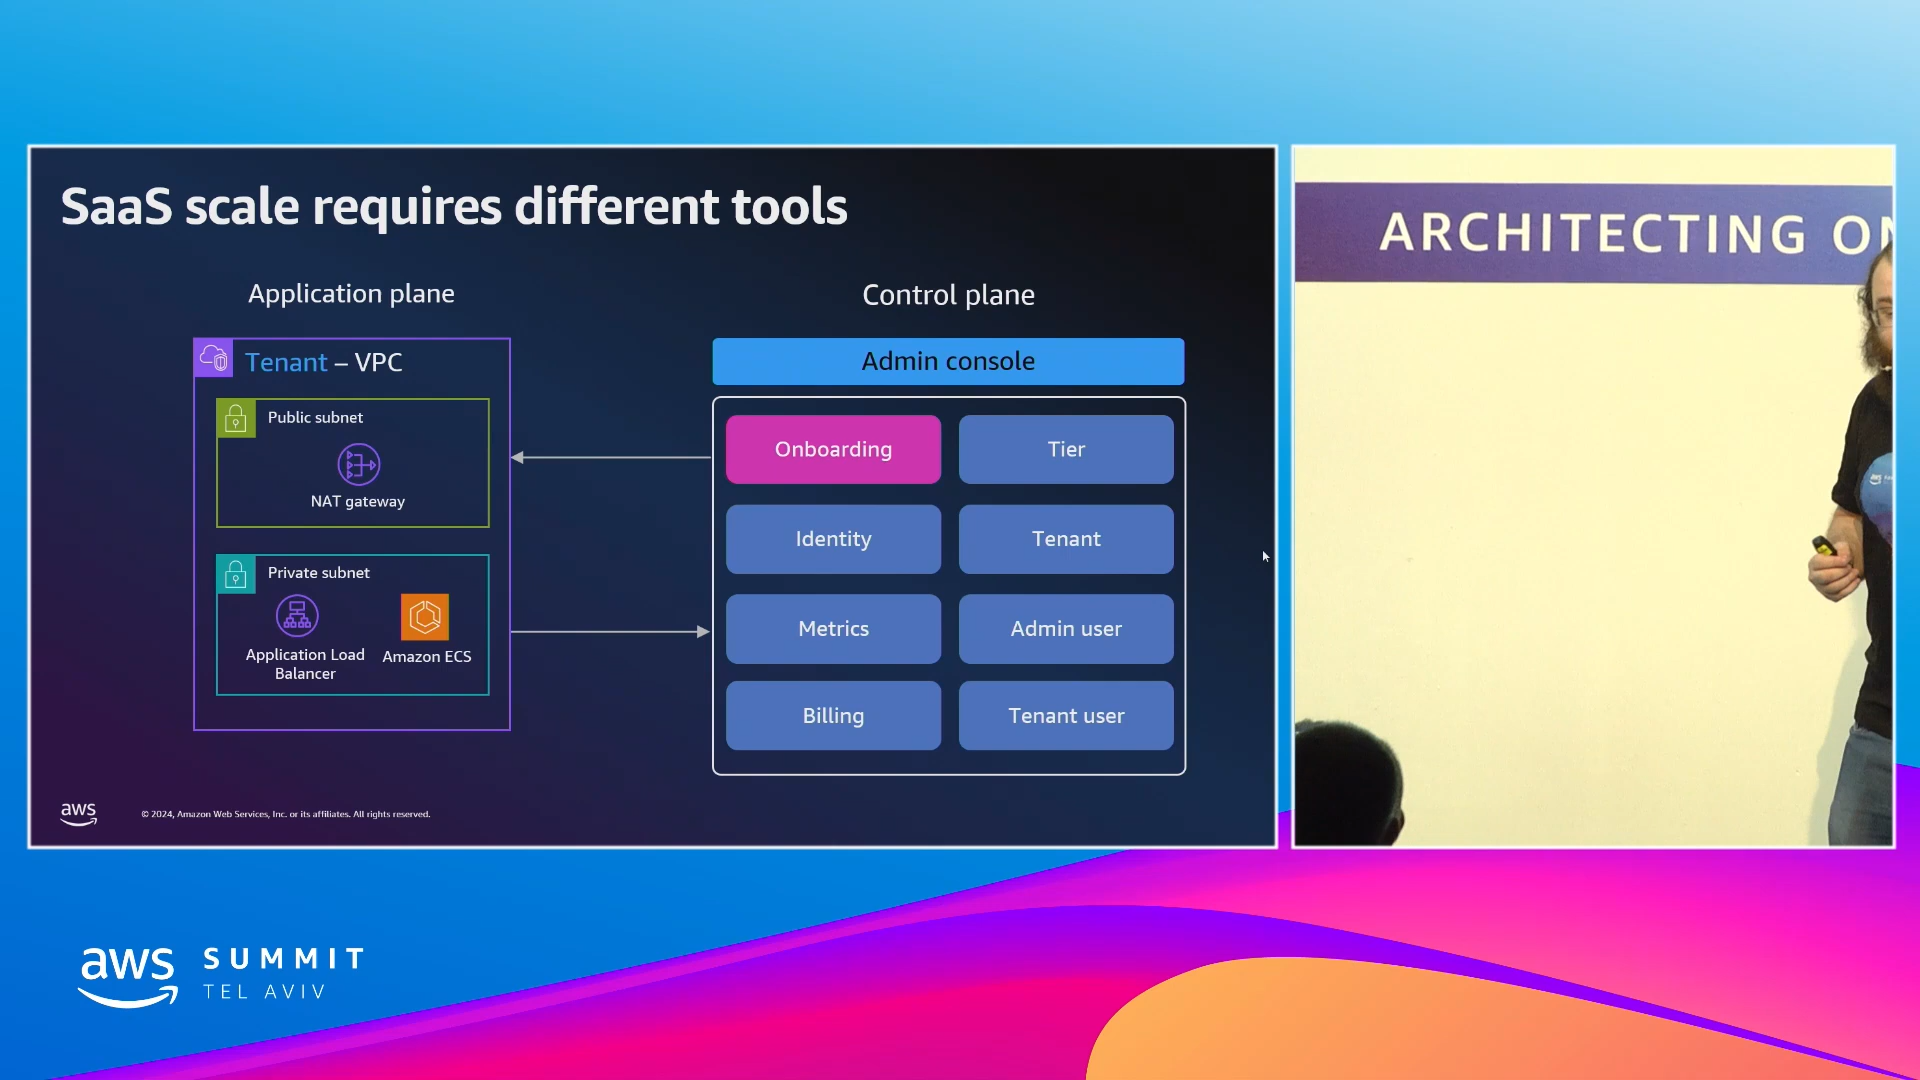 SaaS scale requires different tools
Application plane
Tenant – VPC
Public subnet
NAT gateway
Private subnet
Application Load
Balancer
Amazon ECS
Control plane
Admin console
Onboarding
Tier
Identity
Tenant
Metrics
Admin user
Billing
Tenant user
aws
© 2024, Amazon Web Services, Inc. or its affiliates. All rights reserved.
ARCHITECTING ON
aws
aws
SUMMIT
TEL AVIV